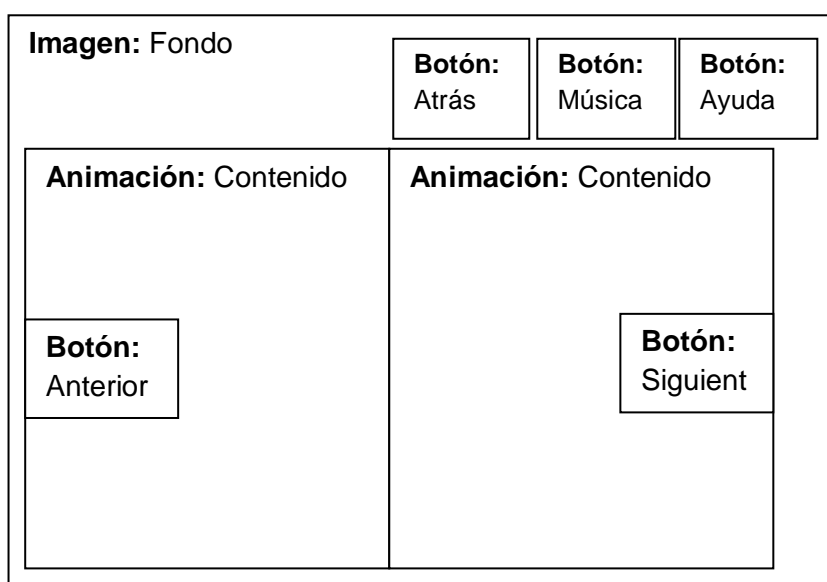 Imagen: Fondo
Botón:
Atrás
Botón:
Música
Botón:
Ayuda
Animación: Contenido
Animación: Contenido
Botón:
Anterior
Botón:
Siguient